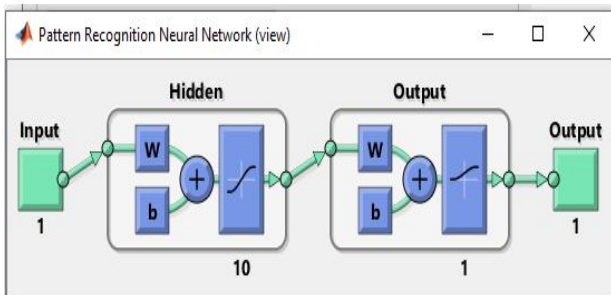 Pattern Recognition Neural Network (view)
Hidden Output
Input Output
W W
+ +
b b
1 1
10 1